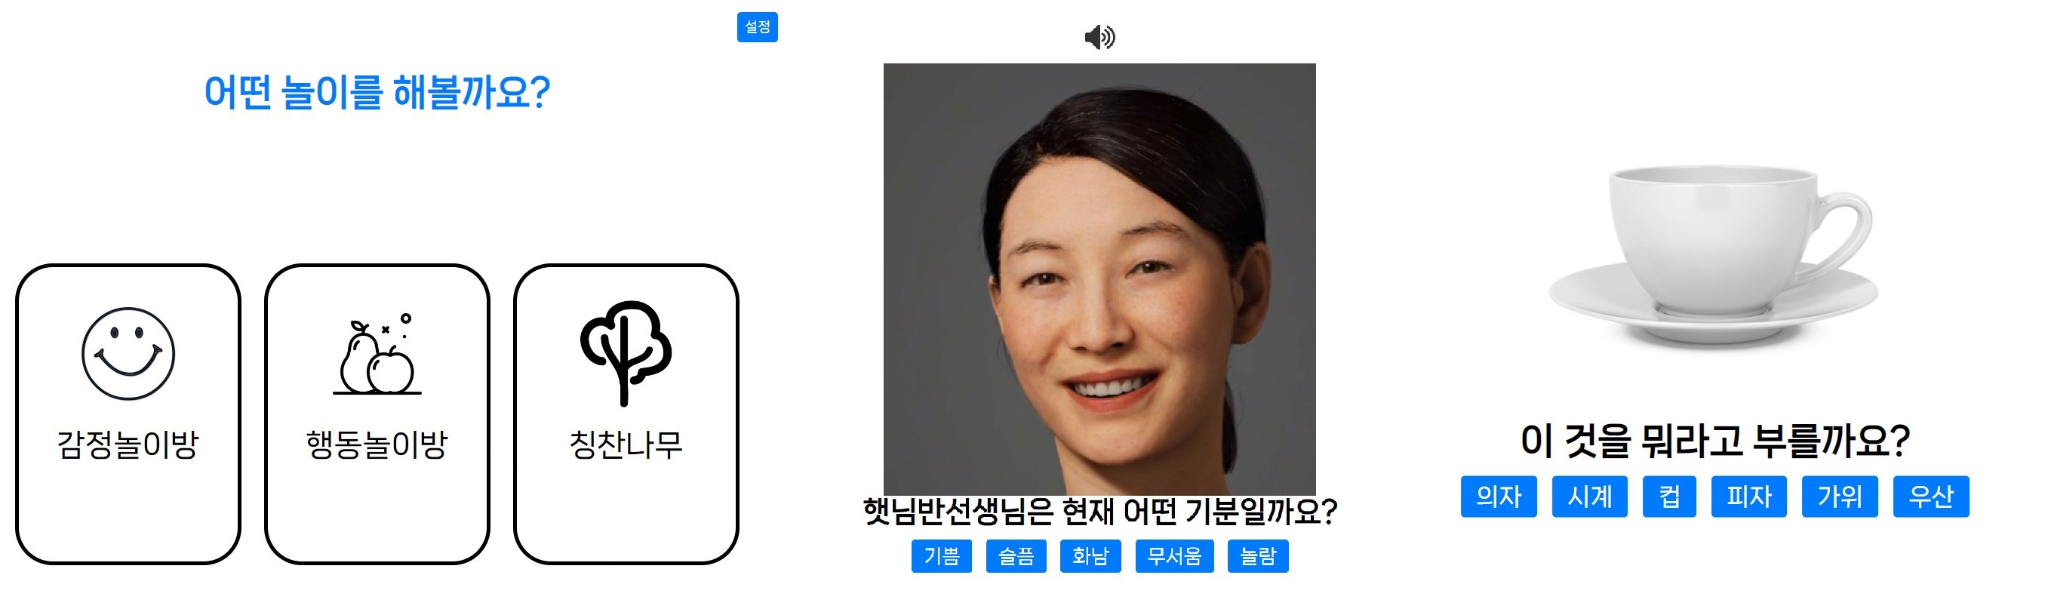 설정
어떤 놀이를 해볼까요?
감정놀이방
행동놀이방
칭찬나무
햇님반선생님은 현재 어떤 기분일까요?
기쁨 슬픔 화남 무서움 놀람
이 것을 뭐라고 부를까요?
의자 시계 컵 피자 가위 우산